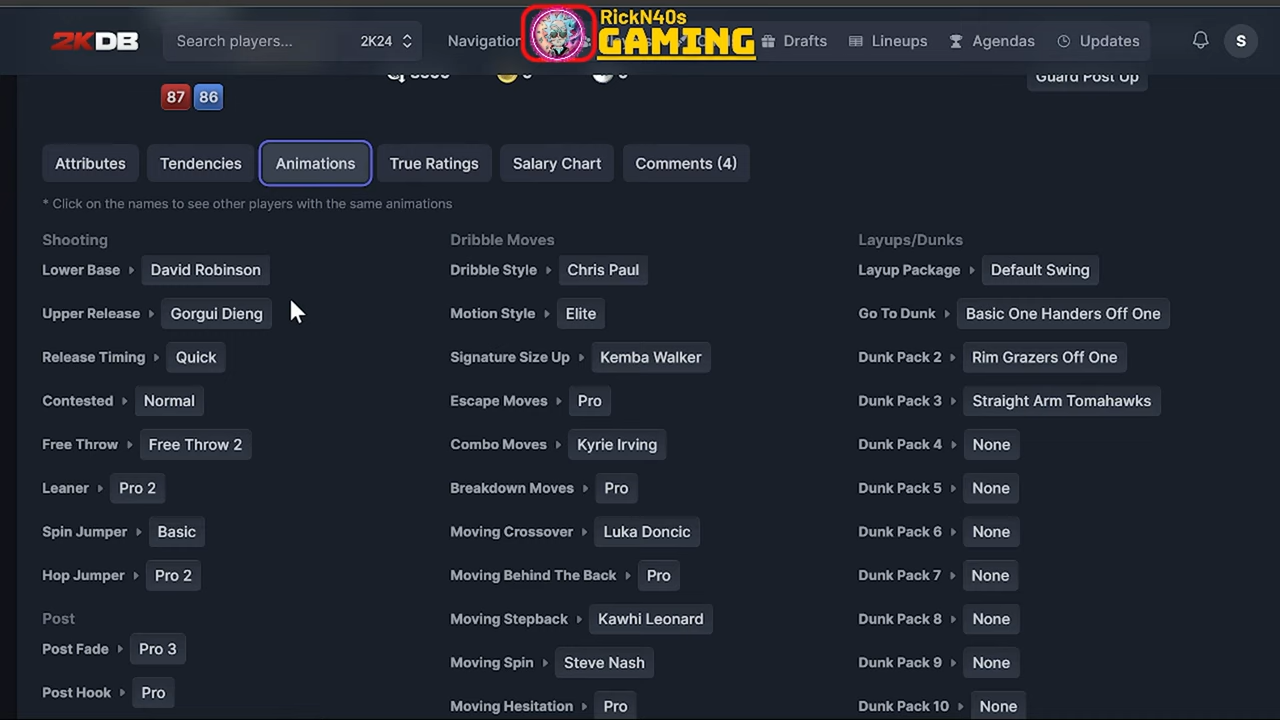 2KDB
Search players...
2K24
Navigation
RickN40s
GAMING
Drafts
Lineups
Agendas
Updates
S
87 86
Guard Post Up
Attributes
Tendencies
Animations
True Ratings
Salary Chart
Comments (4)
* Click on the names to see other players with the same animations
Shooting
Lower Base David Robinson
Upper Release Gorgui Dieng
Release Timing Quick
Contested Normal
Free Throw Free Throw 2
Leaner Pro 2
Spin Jumper Basic
Hop Jumper Pro 2
Post
Post Fade Pro 3
Post Hook Pro
Dribble Moves
Dribble Style Chris Paul
Motion Style Elite
Signature Size Up Kemba Walker
Escape Moves Pro
Combo Moves Kyrie Irving
Breakdown Moves Pro
Moving Crossover Luka Doncic
Moving Behind The Back Pro
Moving Stepback Kawhi Leonard
Moving Spin Steve Nash
Moving Hesitation Pro
Layups/Dunks
Layup Package Default Swing
Go To Dunk Basic One Handers Off One
Dunk Pack 2 Rim Grazers Off One
Dunk Pack 3 Straight Arm Tomahawks
Dunk Pack 4 None
Dunk Pack 5 None
Dunk Pack 6 None
Dunk Pack 7 None
Dunk Pack 8 None
Dunk Pack 9 None
Dunk Pack 10 None